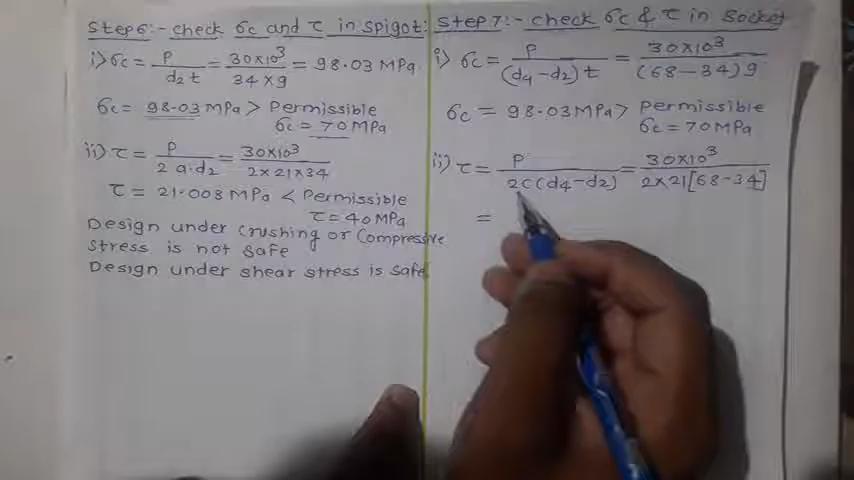 Step 6:- check σc and τ in spigot:
i) σc = P / d2 t = 30×10³ / 34×9 = 98.03 MPa
σc = 98.03 MPa > Permissible
σc = 70 MPa
ii) τ = P / 2 a·d2 = 30×10³ / 2×21×34
τ = 21.008 MPa < Permissible
τ = 40 MPa
Design under Crushing or Compressive
stress is not safe
Design under shear stress is safe
Step 7:- check σc & τ in Socket
i) σc = P / (d4-d2) t = 30×10³ / (68-34) 9
σc = 98.03 MPa > Permissible
σc = 70 MPa
ii) τ = P / 2c (d4-d2) = 30×10³ / 2×21[68-34]
=